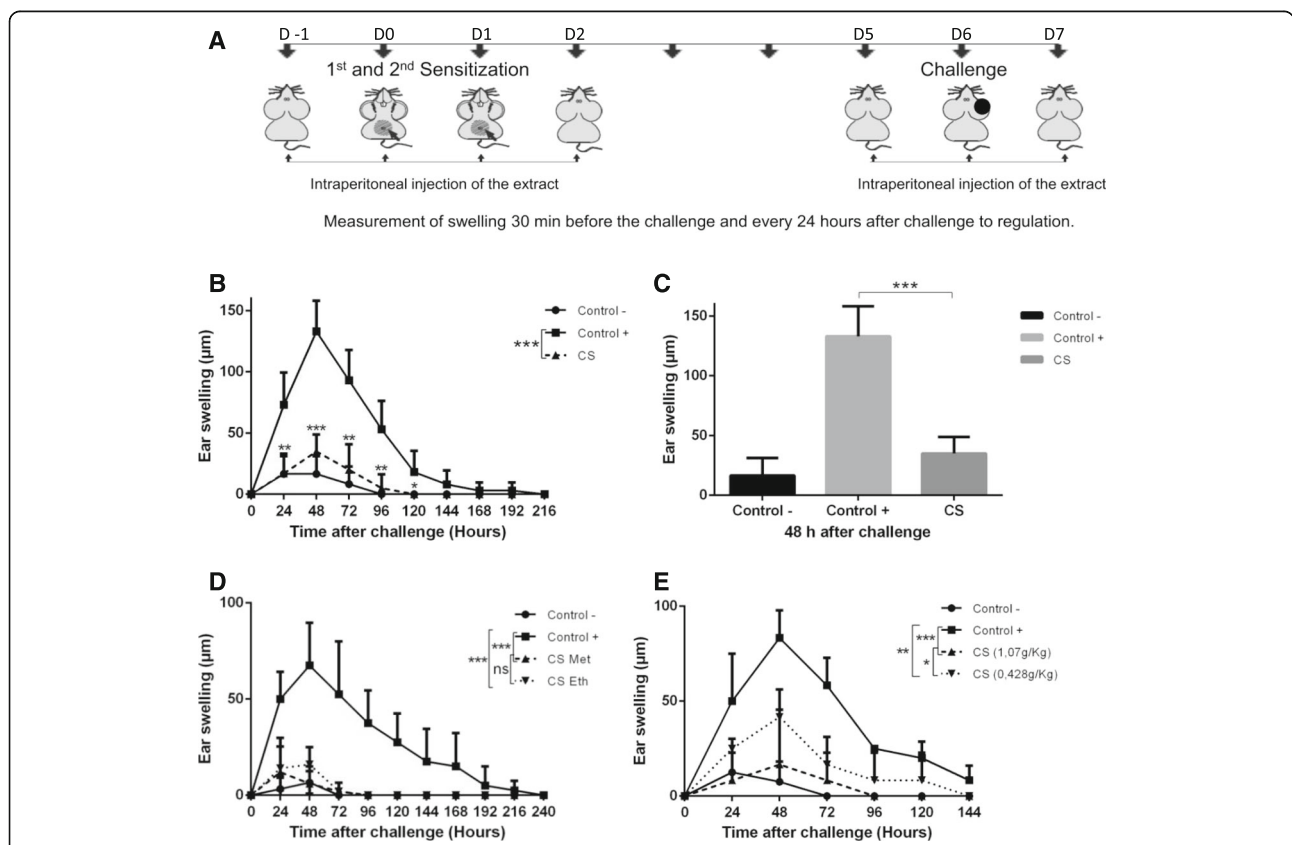 A
D -1 D0 D1 D2 D5 D6 D7
1st and 2nd Sensitization
Challenge
Intraperitoneal injection of the extract
Intraperitoneal injection of the extract
Measurement of swelling 30 min before the challenge and every 24 hours after challenge to regulation.
B
Ear swelling (µm)
150
100
50
0
0 24 48 72 96 120 144 168 192 216
Time after challenge (Hours)
** *** ** ** *
Control -
Control +
CS
***
C
Ear swelling (µm)
150
100
50
0
***
Control - Control + CS
48 h after challenge
Control -
Control +
CS
D
Ear swelling (µm)
100
50
0
0 24 48 72 96 120 144 168 192 216 240
Time after challenge (Hours)
Control -
Control +
CS Met
CS Eth
***
***
ns
E
Ear swelling (µm)
100
50
0
0 24 48 72 96 120 144
Time after challenge (Hours)
Control -
Control +
CS (1,07g/Kg)
CS (0,428g/Kg)
**
***
*